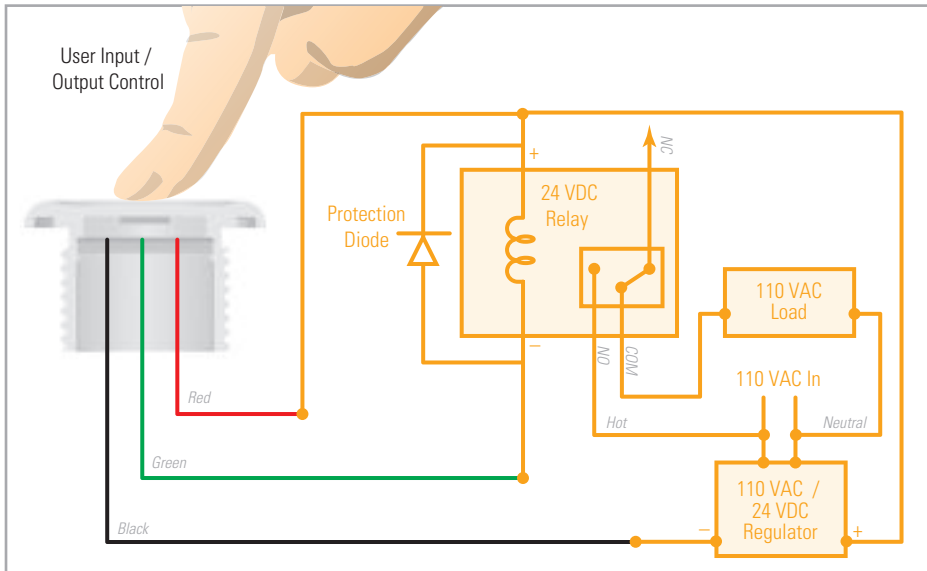 User Input /
Output Control
+
NC
24 VDC
Relay
Protection
Diode
110 VAC
Load
−
NO
COM
110 VAC In
Red
Hot
Neutral
Green
110 VAC /
24 VDC
Regulator
Black
−
+